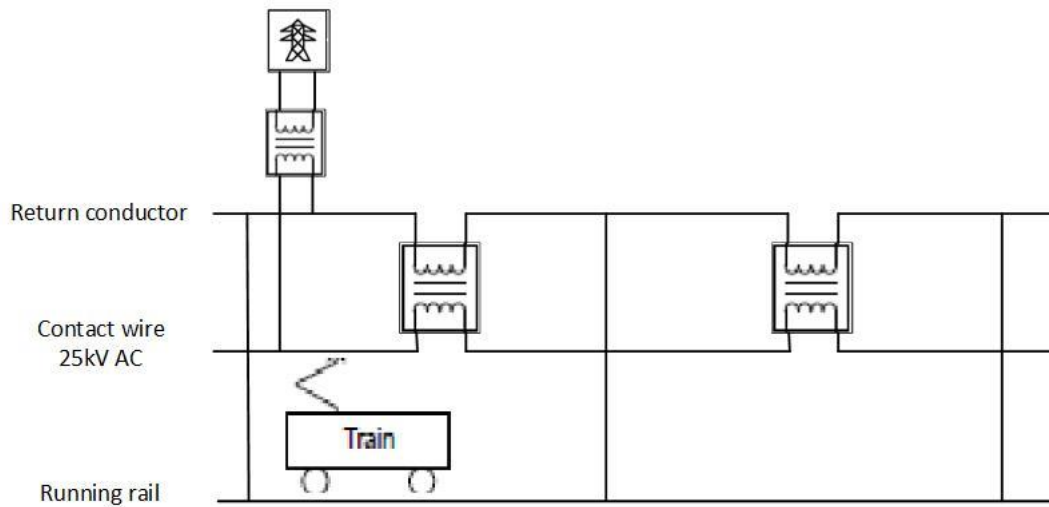 Return conductor
Contact wire
25kV AC
Train
Running rail